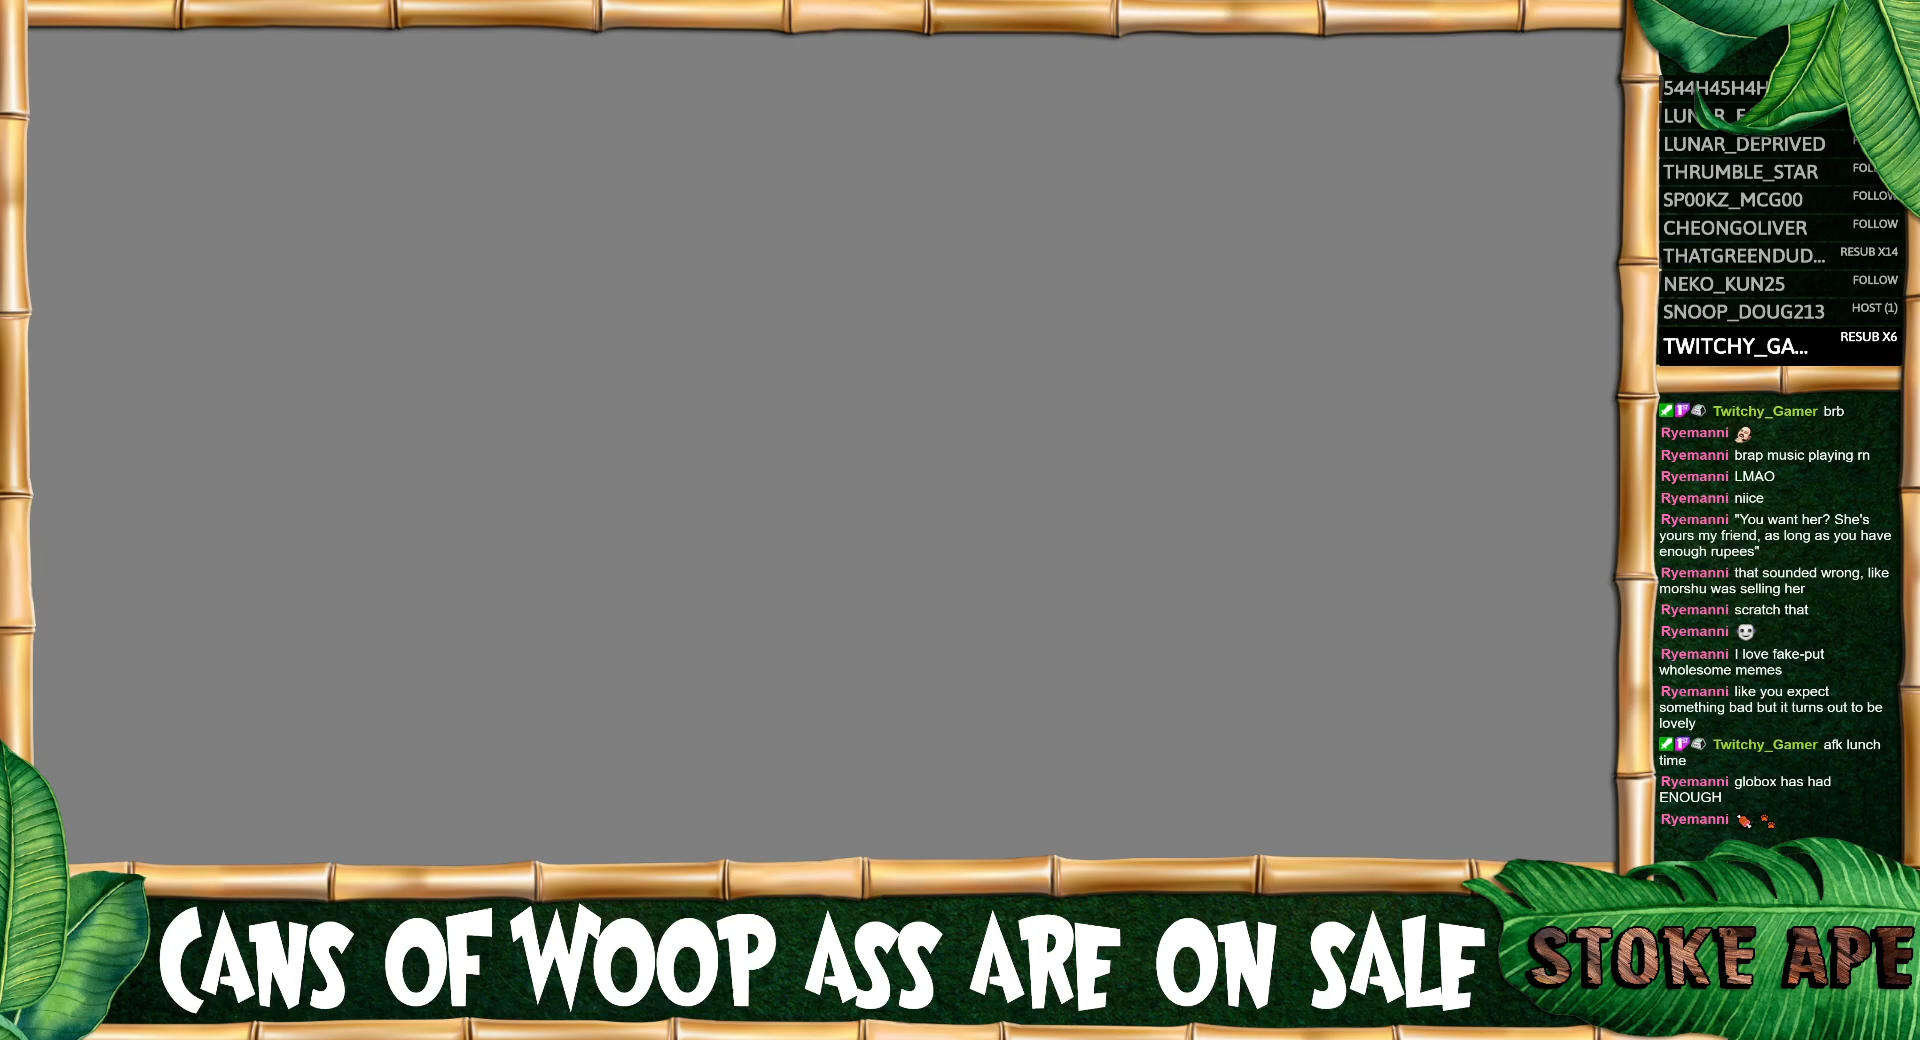 544H45H4H
LUNAR_DEPRIVED
THRUMBLE_STAR FOL
SP00KZ_MCG00 FOLLOW
CHEONGOLIVER FOLLOW
THATGREENDUD... RESUB X14
NEKO_KUN25 FOLLOW
SNOOP_DOUG213 HOST (1)
TWITCHY_GA... RESUB X6
Twitchy_Gamer brb
Ryemanni
Ryemanni brap music playing rn
Ryemanni LMAO
Ryemanni niice
Ryemanni "You want her? She's
yours my friend, as long as you have
enough rupees"
Ryemanni that sounded wrong, like
morshu was selling her
Ryemanni scratch that
Ryemanni
Ryemanni I love fake-put
wholesome memes
Ryemanni like you expect
something bad but it turns out to be
lovely
Twitchy_Gamer afk lunch
time
Ryemanni globox has had
ENOUGH
Ryemanni
CANS OF WOOP ASS ARE ON SALE
STOKE APE